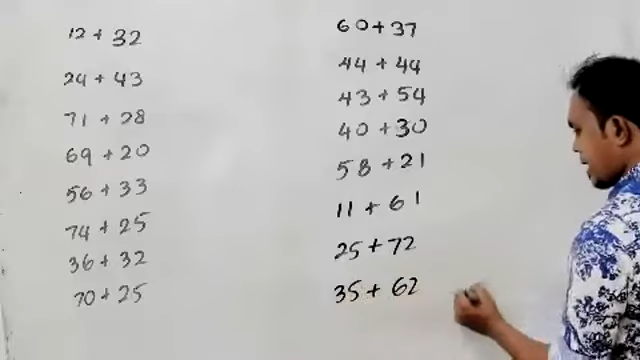 12 + 32
24 + 43
71 + 28
69 + 20
56 + 33
74 + 25
36 + 32
70 + 25
60 + 37
44 + 44
43 + 54
40 + 30
58 + 21
11 + 61
25 + 72
35 + 62